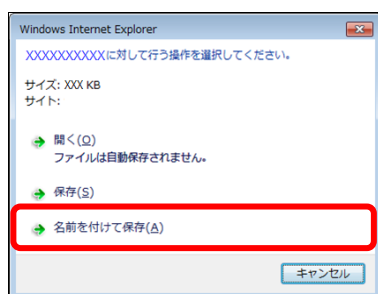 Windows Internet Explorer
XXXXXXXXXXに対して行う操作を選択してください。
サイズ: XXX KB
サイト:
開く(O)
ファイルは自動保存されません。
保存(S)
名前を付けて保存(A)
キャンセル